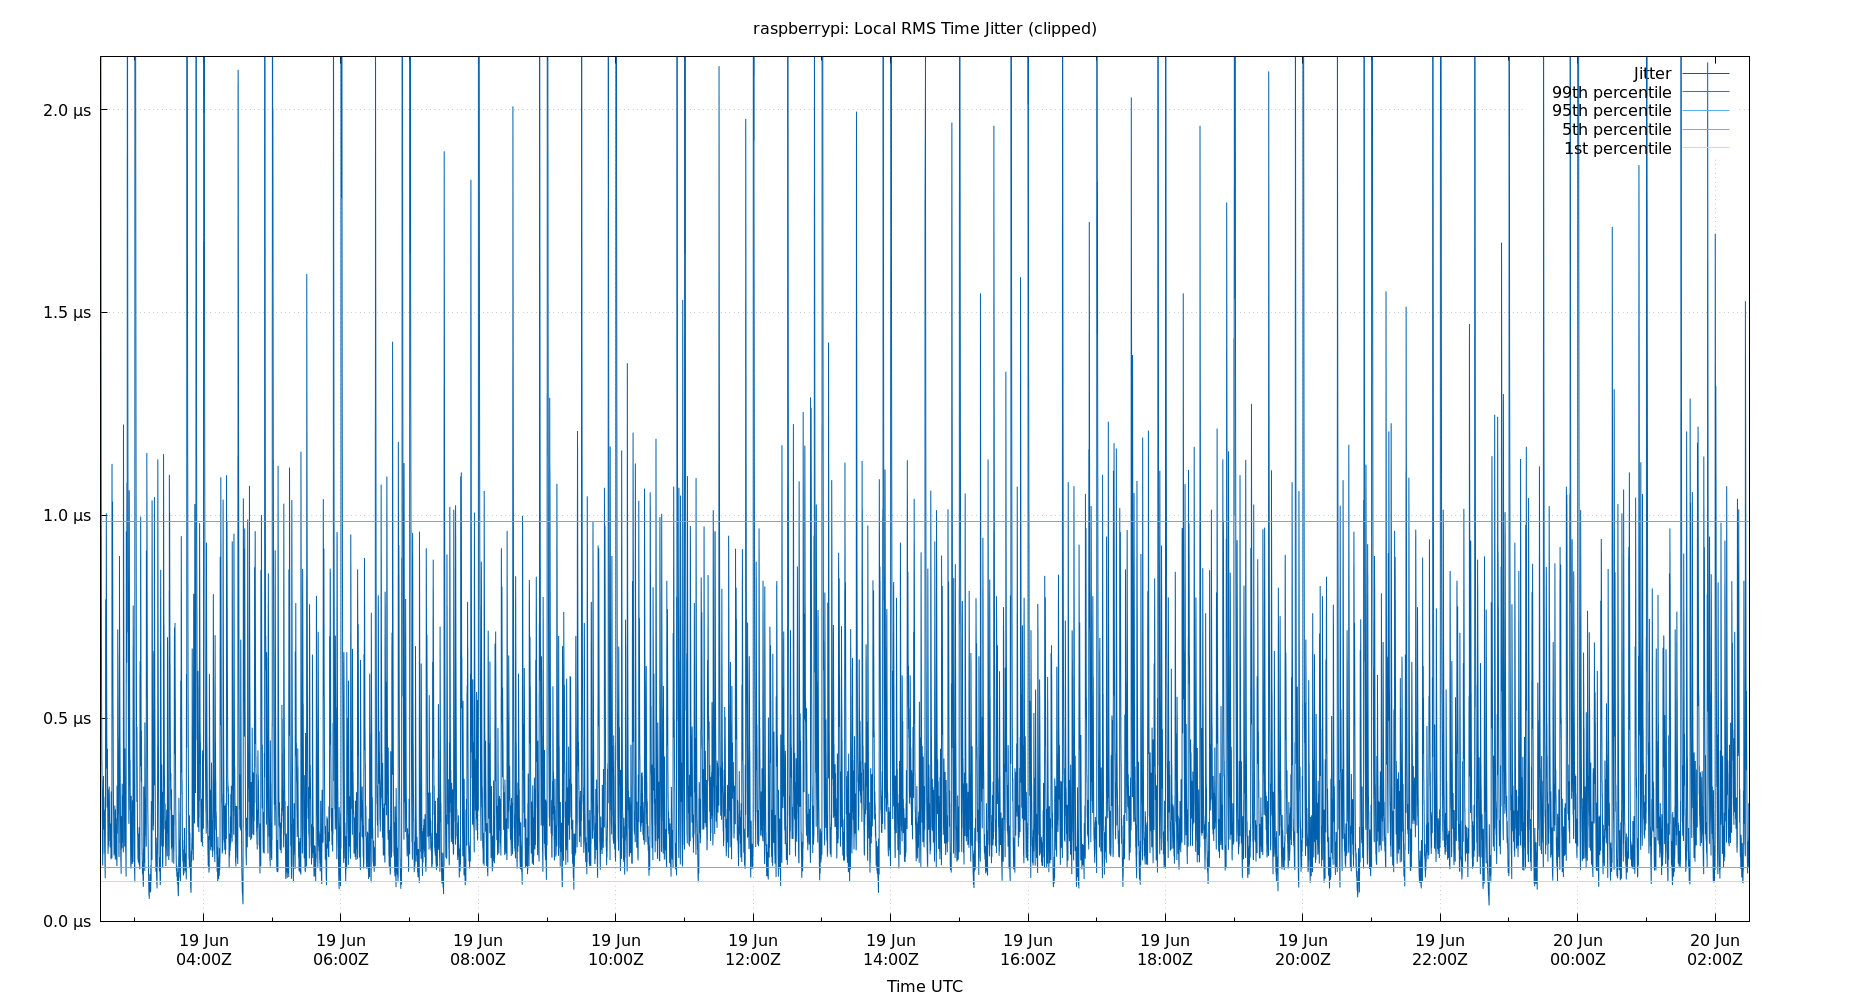 raspberrypi: Local RMS Time Jitter (clipped)
Jitter
99th percentile
95th percentile
5th percentile
1st percentile
2.0 µs
1.5 µs
1.0 µs
0.5 µs
0.0 µs
19 Jun 19 Jun 19 Jun 19 Jun 19 Jun 19 Jun 19 Jun 19 Jun 19 Jun 19 Jun 20 Jun 20 Jun
04:00Z 06:00Z 08:00Z 10:00Z 12:00Z 14:00Z 16:00Z 18:00Z 20:00Z 22:00Z 00:00Z 02:00Z
Time UTC